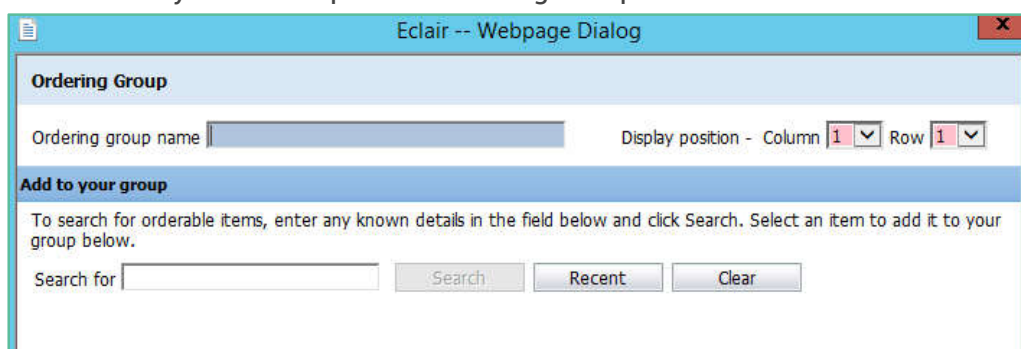 Eclair -- Webpage Dialog
x
Ordering Group
Ordering group name Display position - Column 1 Row 1
Add to your group
To search for orderable items, enter any known details in the field below and click Search. Select an item to add it to your
group below.
Search for Search Recent Clear